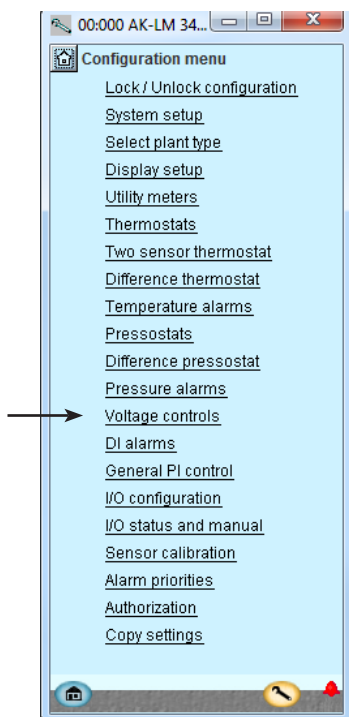 00:000 AK-LM 34...
Configuration menu
Lock / Unlock configuration
System setup
Select plant type
Display setup
Utility meters
Thermostats
Two sensor thermostat
Difference thermostat
Temperature alarms
Pressostats
Difference pressostat
Pressure alarms
Voltage controls
DI alarms
General PI control
I/O configuration
I/O status and manual
Sensor calibration
Alarm priorities
Authorization
Copy settings